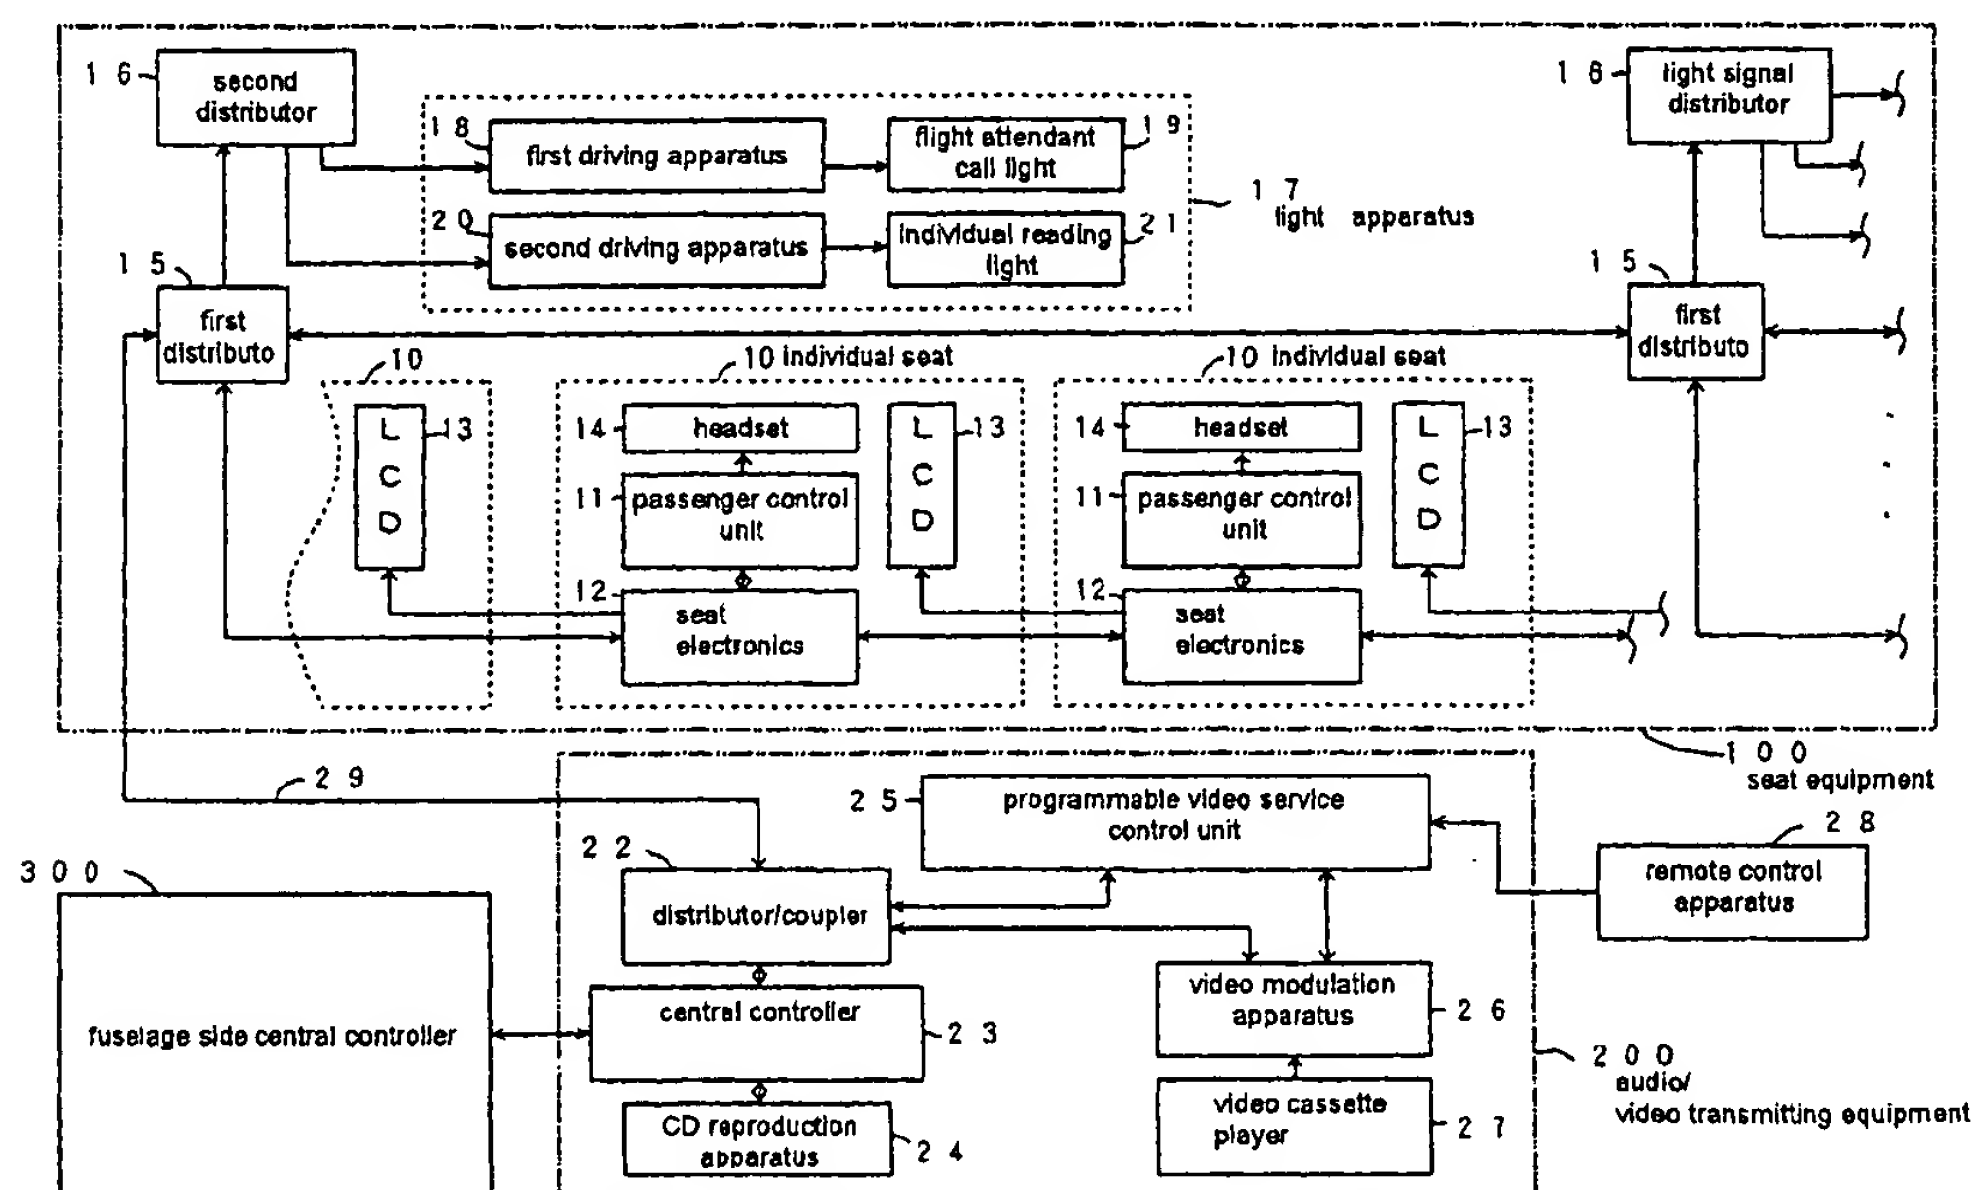 1 6
second
distributor
1 8
first driving apparatus
flight attendant
call light
1 9
1 6
light signal
distributor
2 0
second driving apparatus
individual reading
light
2 1
1 7
light apparatus
1 5
first
distributo
1 5
first
distributo
10
10 individual seat
10 individual seat
L
C
D
13
14
headset
L
C
D
13
14
headset
L
C
D
13
11
passenger control
unit
11
passenger control
unit
12
seat
electronics
12
seat
electronics
1 0 0
seat equipment
2 9
2 5
programmable video service
control unit
2 8
remote control
apparatus
2 2
distributor/coupler
3 0 0
fuselage side central controller
central controller
2 3
video modulation
apparatus
2 6
2 0 0
audio/
video transmitting equipment
CD reproduction
apparatus
2 4
video cassette
player
2 7